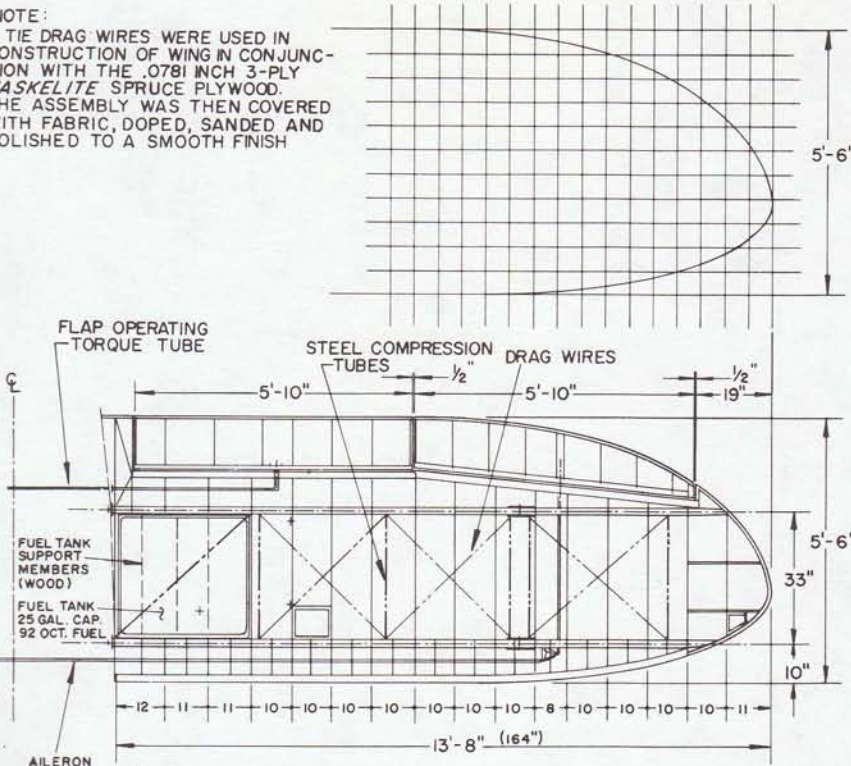 NOTE:
TIE DRAG WIRES WERE USED IN
ONSTRUCTION OF WING IN CONJUNC-
ION WITH THE .0781 INCH 3-PLY
ASKELITE SPRUCE PLYWOOD.
HE ASSEMBLY WAS THEN COVERED
ITH FABRIC, DOPED, SANDED AND
OLISHED TO A SMOOTH FINISH
5'-6"
FLAP OPERATING
TORQUE TUBE
STEEL COMPRESSION
TUBES
DRAG WIRES
℄
5'-10"
1/2"
5'-10"
1/2"
19"
FUEL TANK
SUPPORT
MEMBERS
(WOOD)
FUEL TANK
25 GAL. CAP.
92 OCT. FUEL
33"
5'-6"
10"
12 11 11 10 10 10 10 10 10 10 8 10 10 10 10 11
13'-8" (164")
AILERON